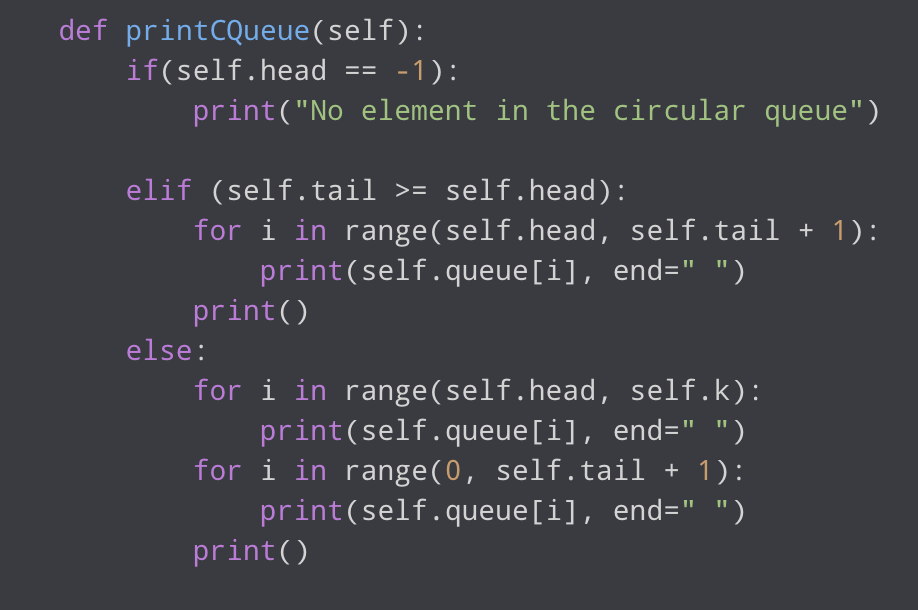 def printCQueue(self):
    if(self.head == -1):
        print("No element in the circular queue")

    elif (self.tail >= self.head):
        for i in range(self.head, self.tail + 1):
            print(self.queue[i], end=" ")
        print()
    else:
        for i in range(self.head, self.k):
            print(self.queue[i], end=" ")
        for i in range(0, self.tail + 1):
            print(self.queue[i], end=" ")
        print()